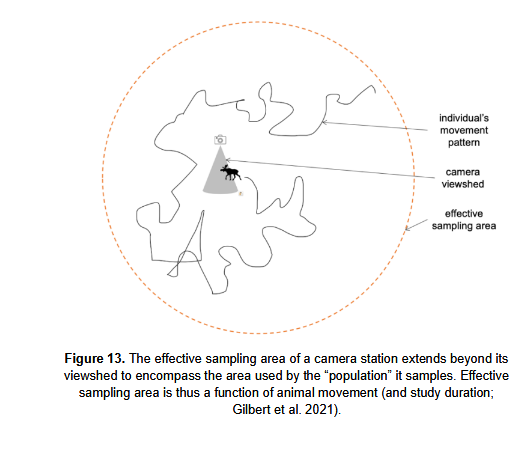 individual's
movement
pattern
camera
viewshed
effective
sampling area
Figure 13. The effective sampling area of a camera station extends beyond its
viewshed to encompass the area used by the “population” it samples. Effective
sampling area is thus a function of animal movement (and study duration;
Gilbert et al. 2021).